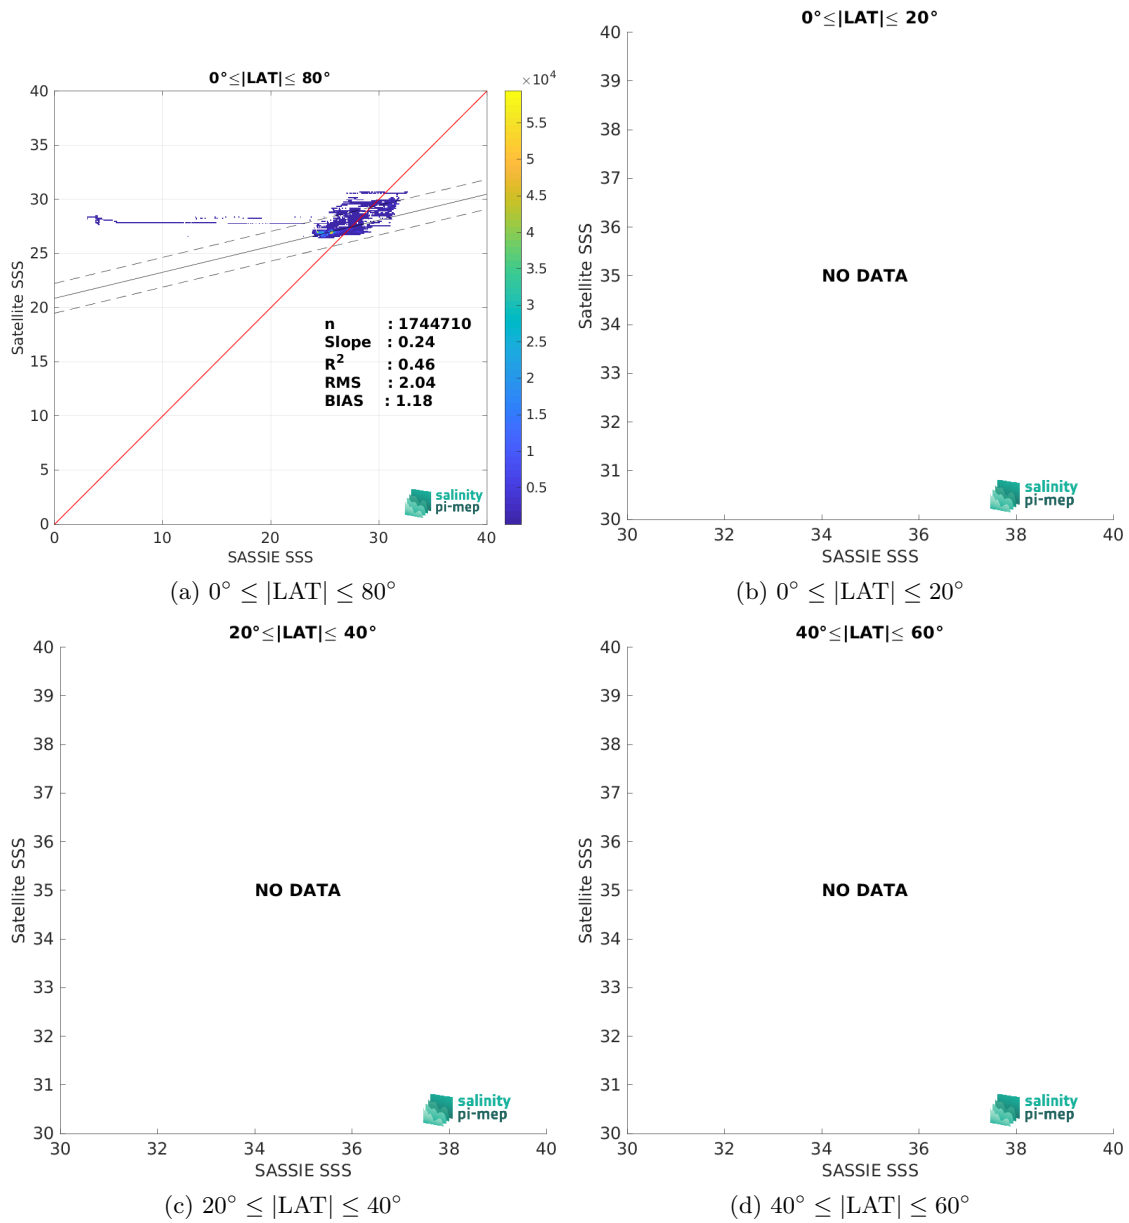 0°≤|LAT|≤ 80°
×10⁴
40
35
30
25
20
15
10
5
0
Satellite SSS
0 10 20 30 40
SASSIE SSS
5.5
5
4.5
4
3.5
3
2.5
2
1.5
1
0.5
n : 1744710
Slope : 0.24
R² : 0.46
RMS : 2.04
BIAS : 1.18
salinity
pi-mep
(a) 0° ≤ |LAT| ≤ 80°
0°≤|LAT|≤ 20°
40
39
38
37
36
35
34
33
32
31
30
Satellite SSS
NO DATA
salinity
pi-mep
30 32 34 36 38 40
SASSIE SSS
(b) 0° ≤ |LAT| ≤ 20°
20°≤|LAT|≤ 40°
40
39
38
37
36
35
34
33
32
31
30
Satellite SSS
NO DATA
salinity
pi-mep
30 32 34 36 38 40
SASSIE SSS
(c) 20° ≤ |LAT| ≤ 40°
40°≤|LAT|≤ 60°
40
39
38
37
36
35
34
33
32
31
30
Satellite SSS
NO DATA
salinity
pi-mep
30 32 34 36 38 40
SASSIE SSS
(d) 40° ≤ |LAT| ≤ 60°